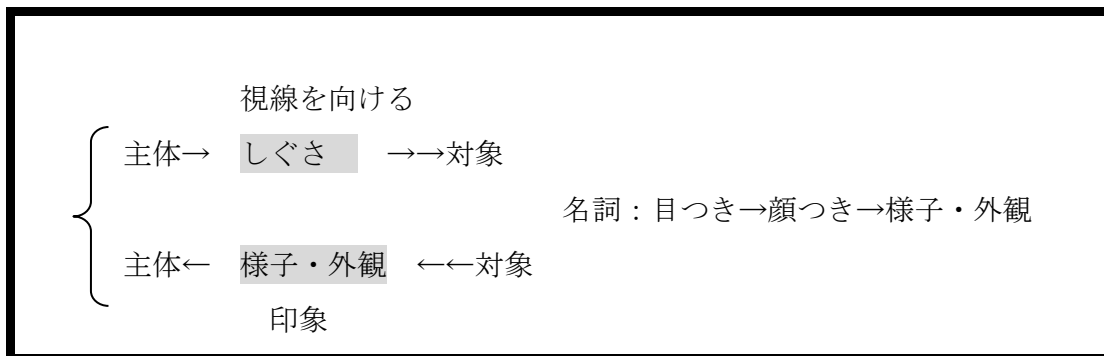 視線を向ける
主体→ しぐさ →→対象
名詞：目つき→顔つき→様子・外観
主体← 様子・外観 ←←対象
印象